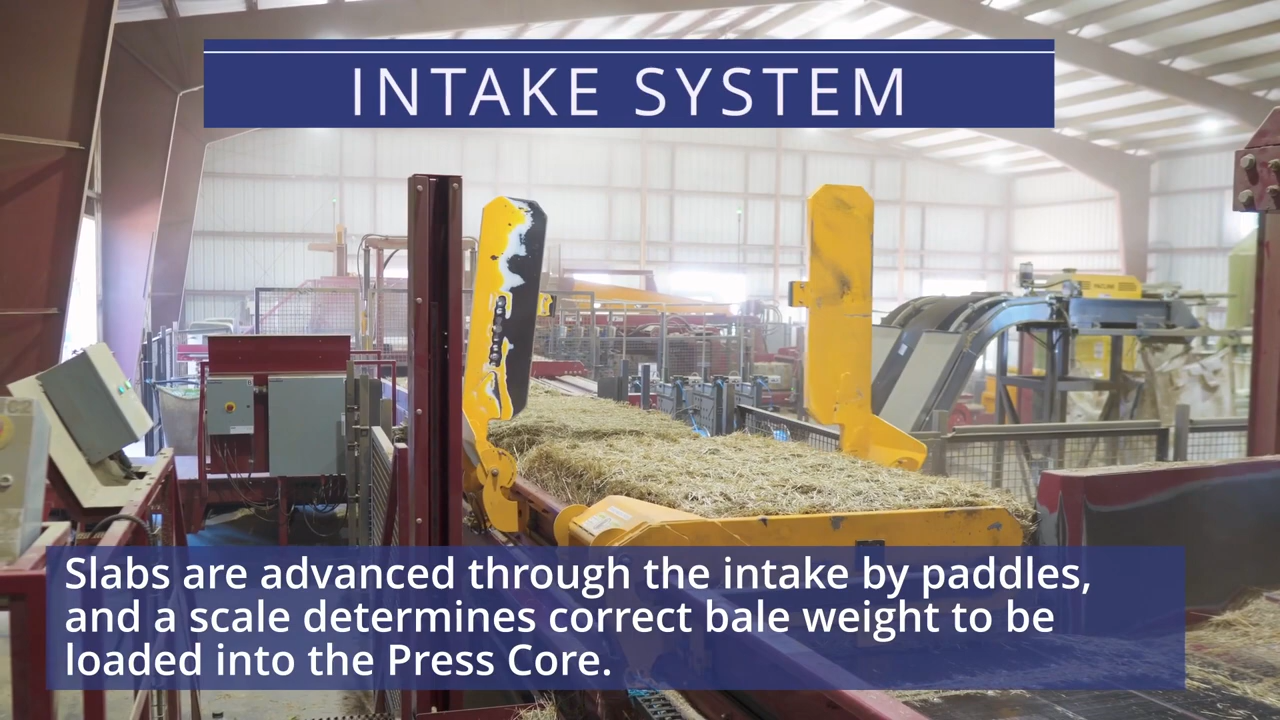 INTAKE SYSTEM
Slabs are advanced through the intake by paddles,
and a scale determines correct bale weight to be
loaded into the Press Core.